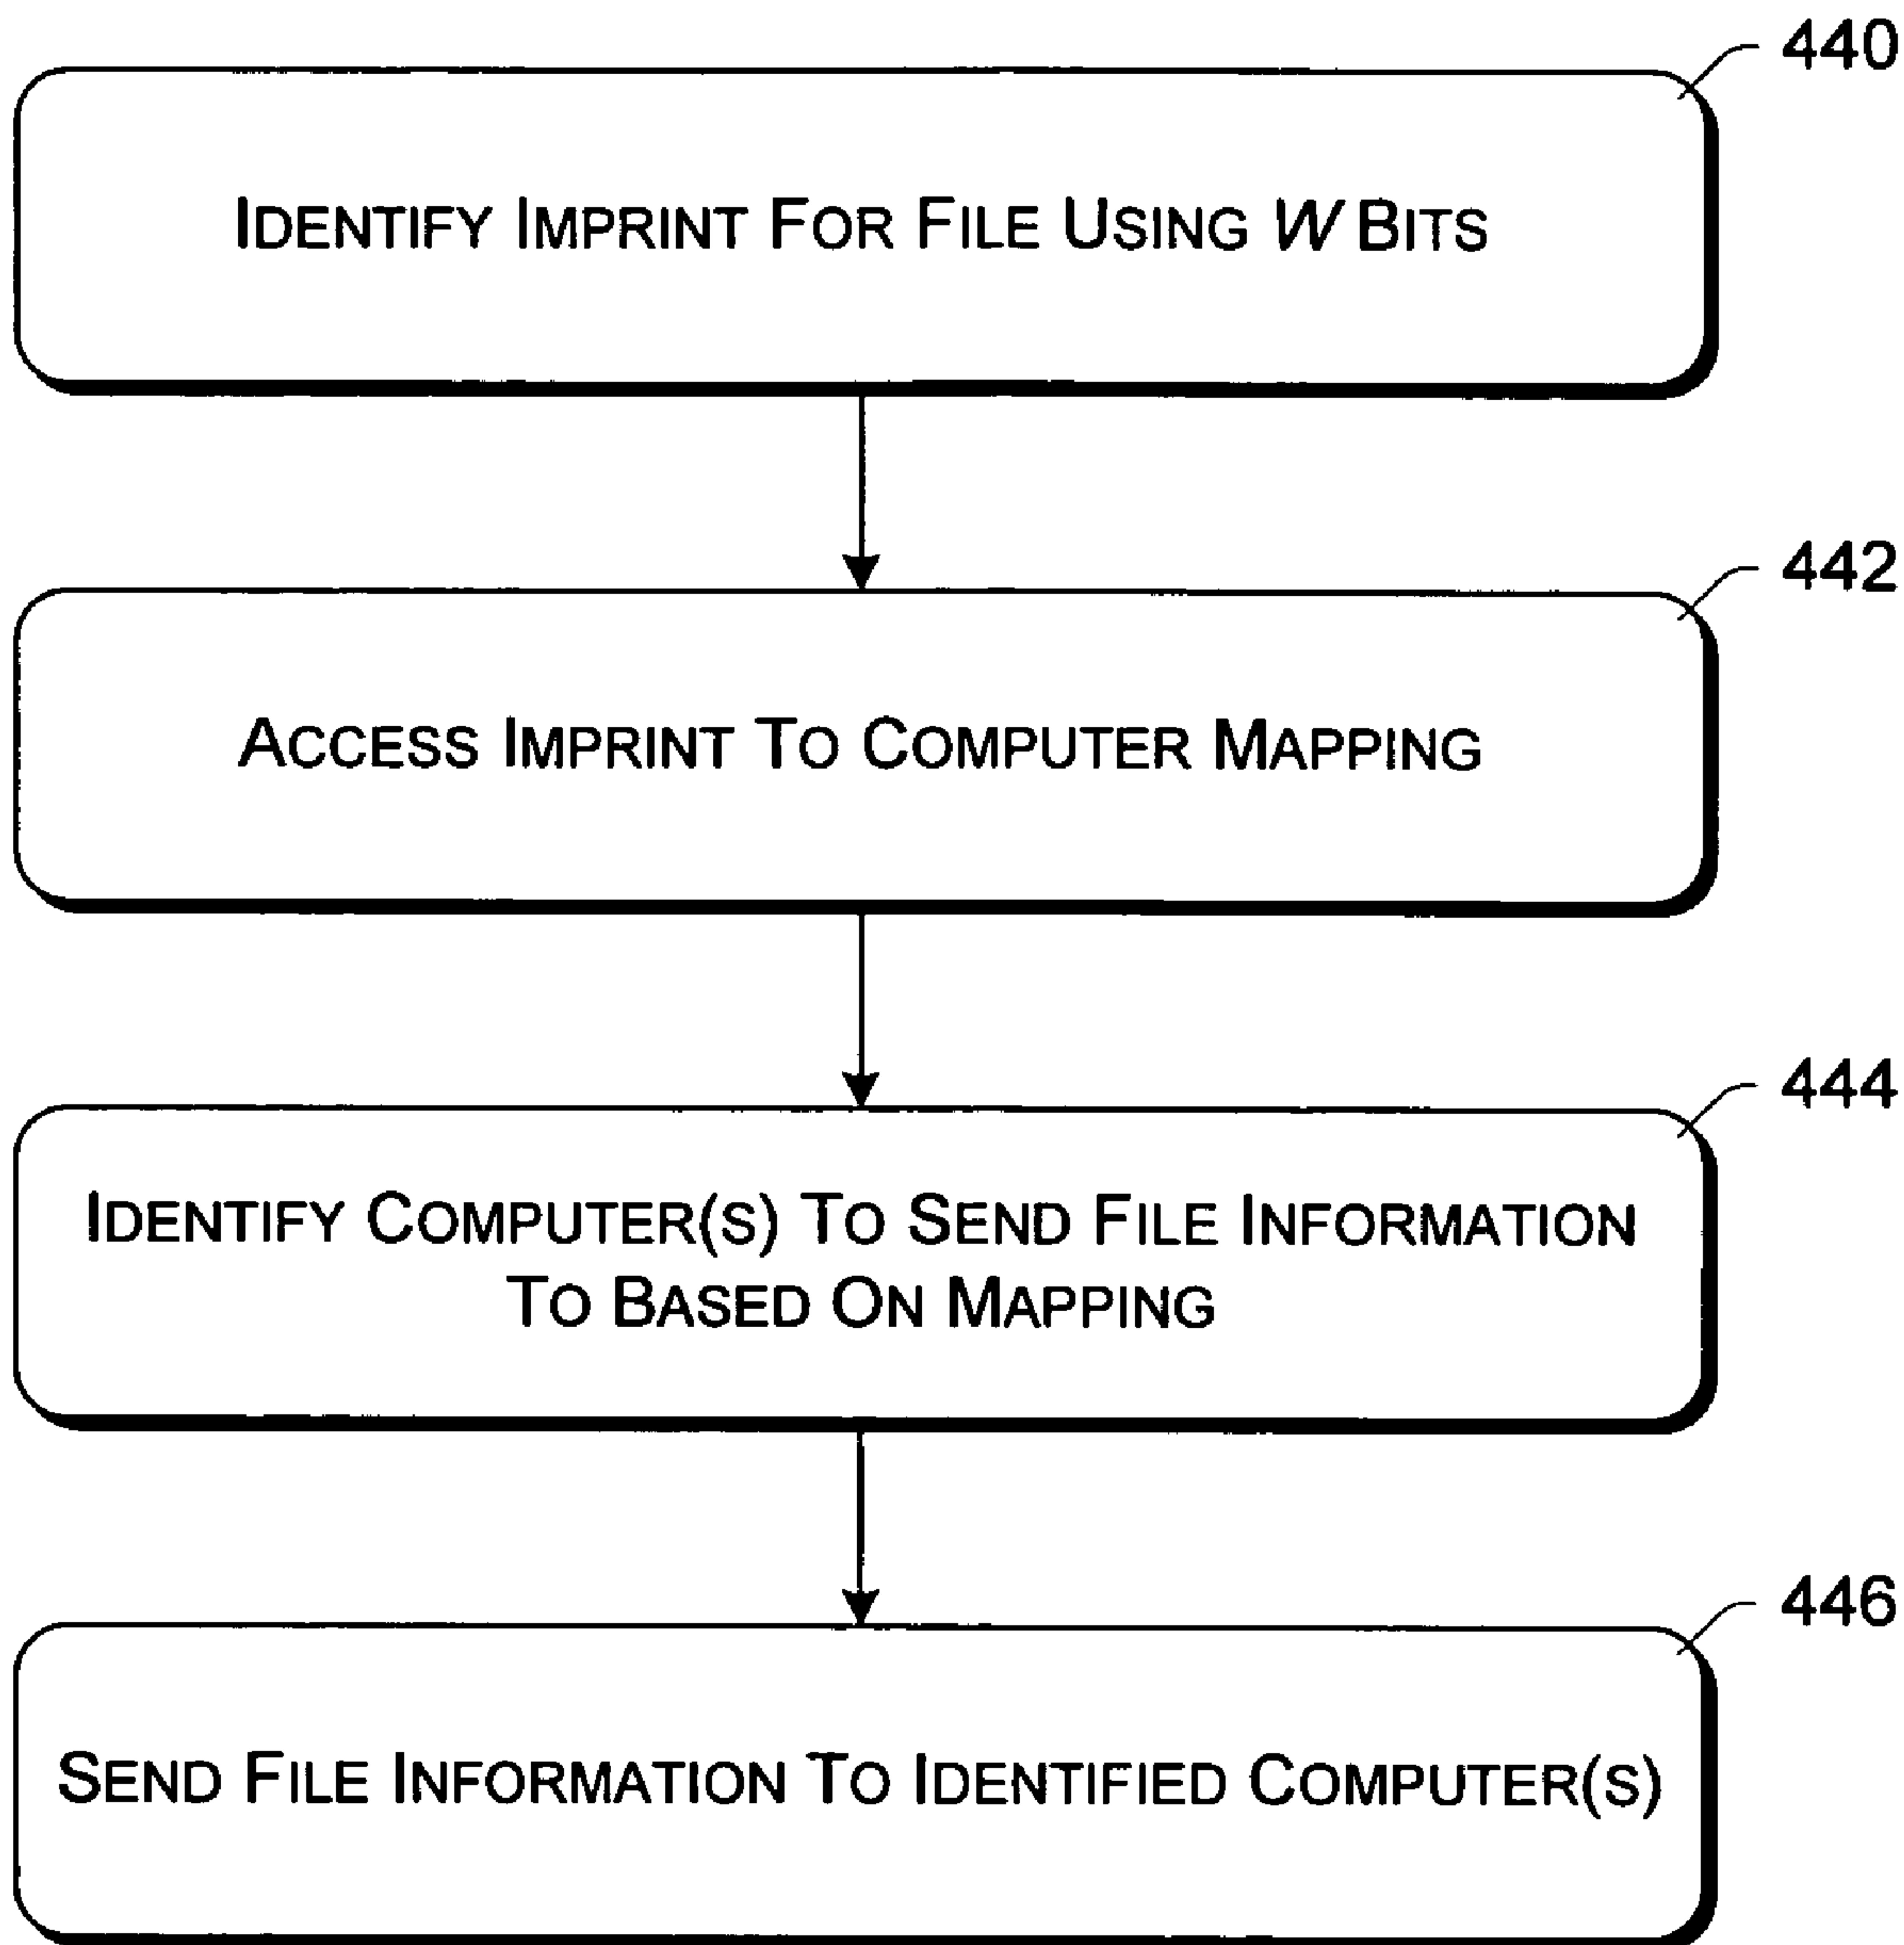 440
IDENTIFY IMPRINT FOR FILE USING W BITS
442
ACCESS IMPRINT TO COMPUTER MAPPING
444
IDENTIFY COMPUTER(S) TO SEND FILE INFORMATION
TO BASED ON MAPPING
446
SEND FILE INFORMATION TO IDENTIFIED COMPUTER(S)